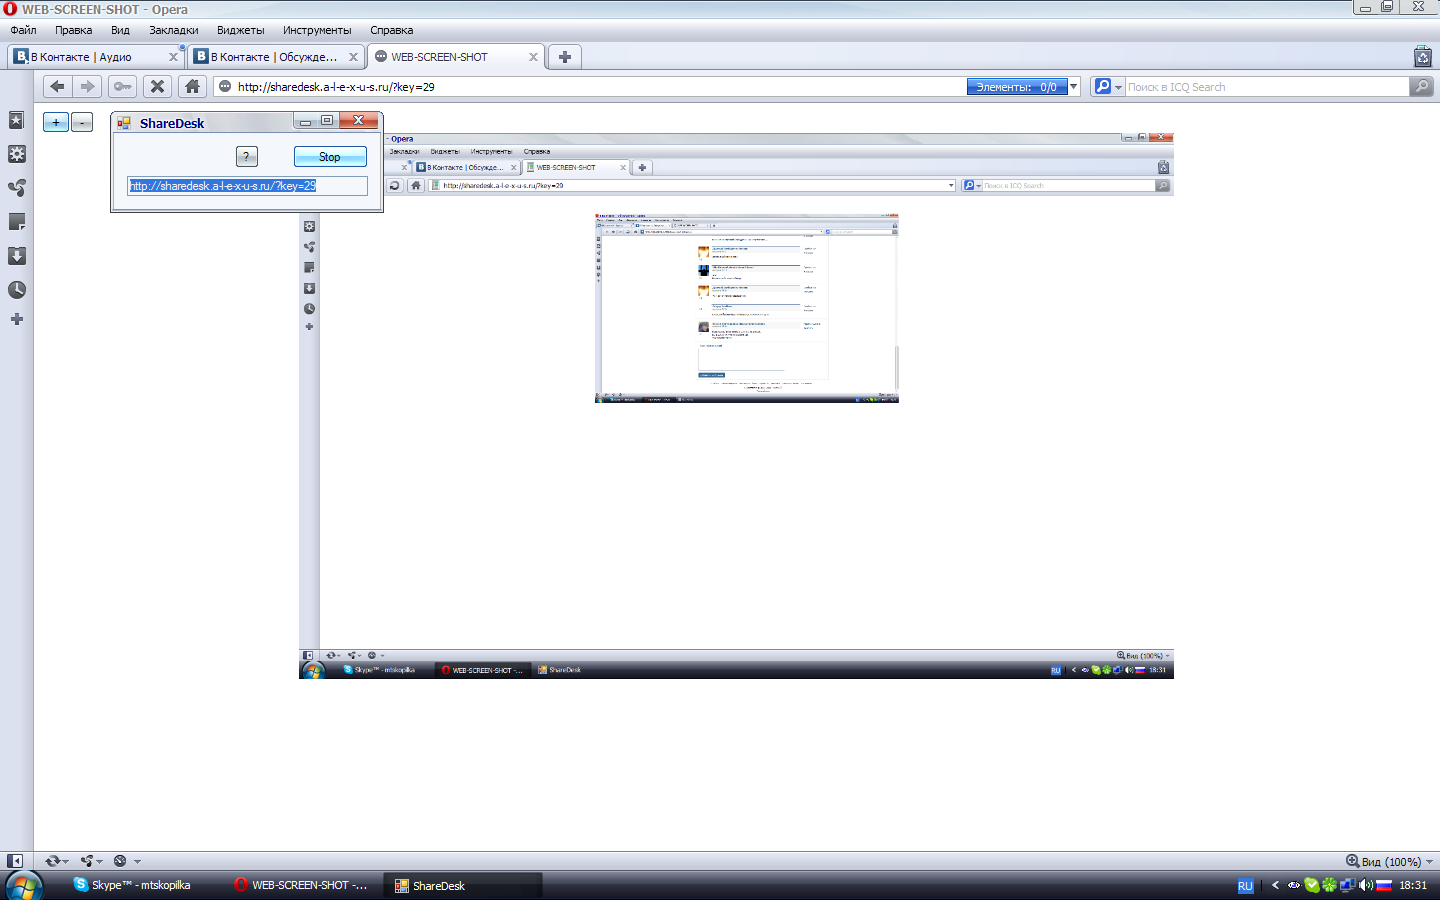 WEB-SCREEN-SHOT - Opera
Файл Правка Вид Закладки Виджеты Инструменты Справка
В Контакте | Аудио
В Контакте | Обсужде...
WEB-SCREEN-SHOT
http://sharedesk.a-l-e-x-u-s.ru/?key=29
Элементы: 0/0
Поиск в ICQ Search
+ -
ShareDesk
? Stop
http://sharedesk.a-l-e-x-u-s.ru/?key=29
- Opera
Закладки Виджеты Инструменты Справка
В Контакте | Обсужде...
WEB-SCREEN-SHOT
http://sharedesk.a-l-e-x-u-s.ru/?key=29
Поиск в ICQ Search
Вид (100%)
Skype™ - mtskopilka
WEB-SCREEN-SHOT -...
ShareDesk
RU
18:31
Вид (100%)
Skype™ - mtskopilka
WEB-SCREEN-SHOT -...
ShareDesk
RU
18:31